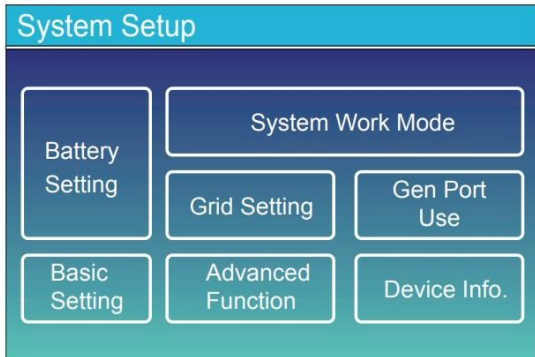 System Setup
Battery
Setting
System Work Mode
Grid Setting
Gen Port
Use
Basic
Setting
Advanced
Function
Device Info.